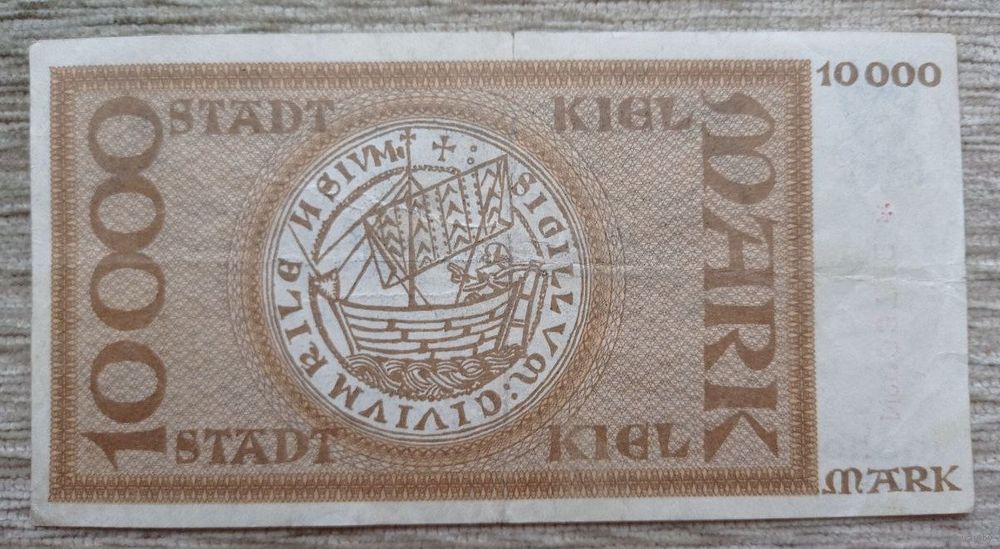 10 000
STADT
KIEL
10000
MARK
SIGILLVM: CIVIVM KILENSIVM
STADT
KIEL
MARK